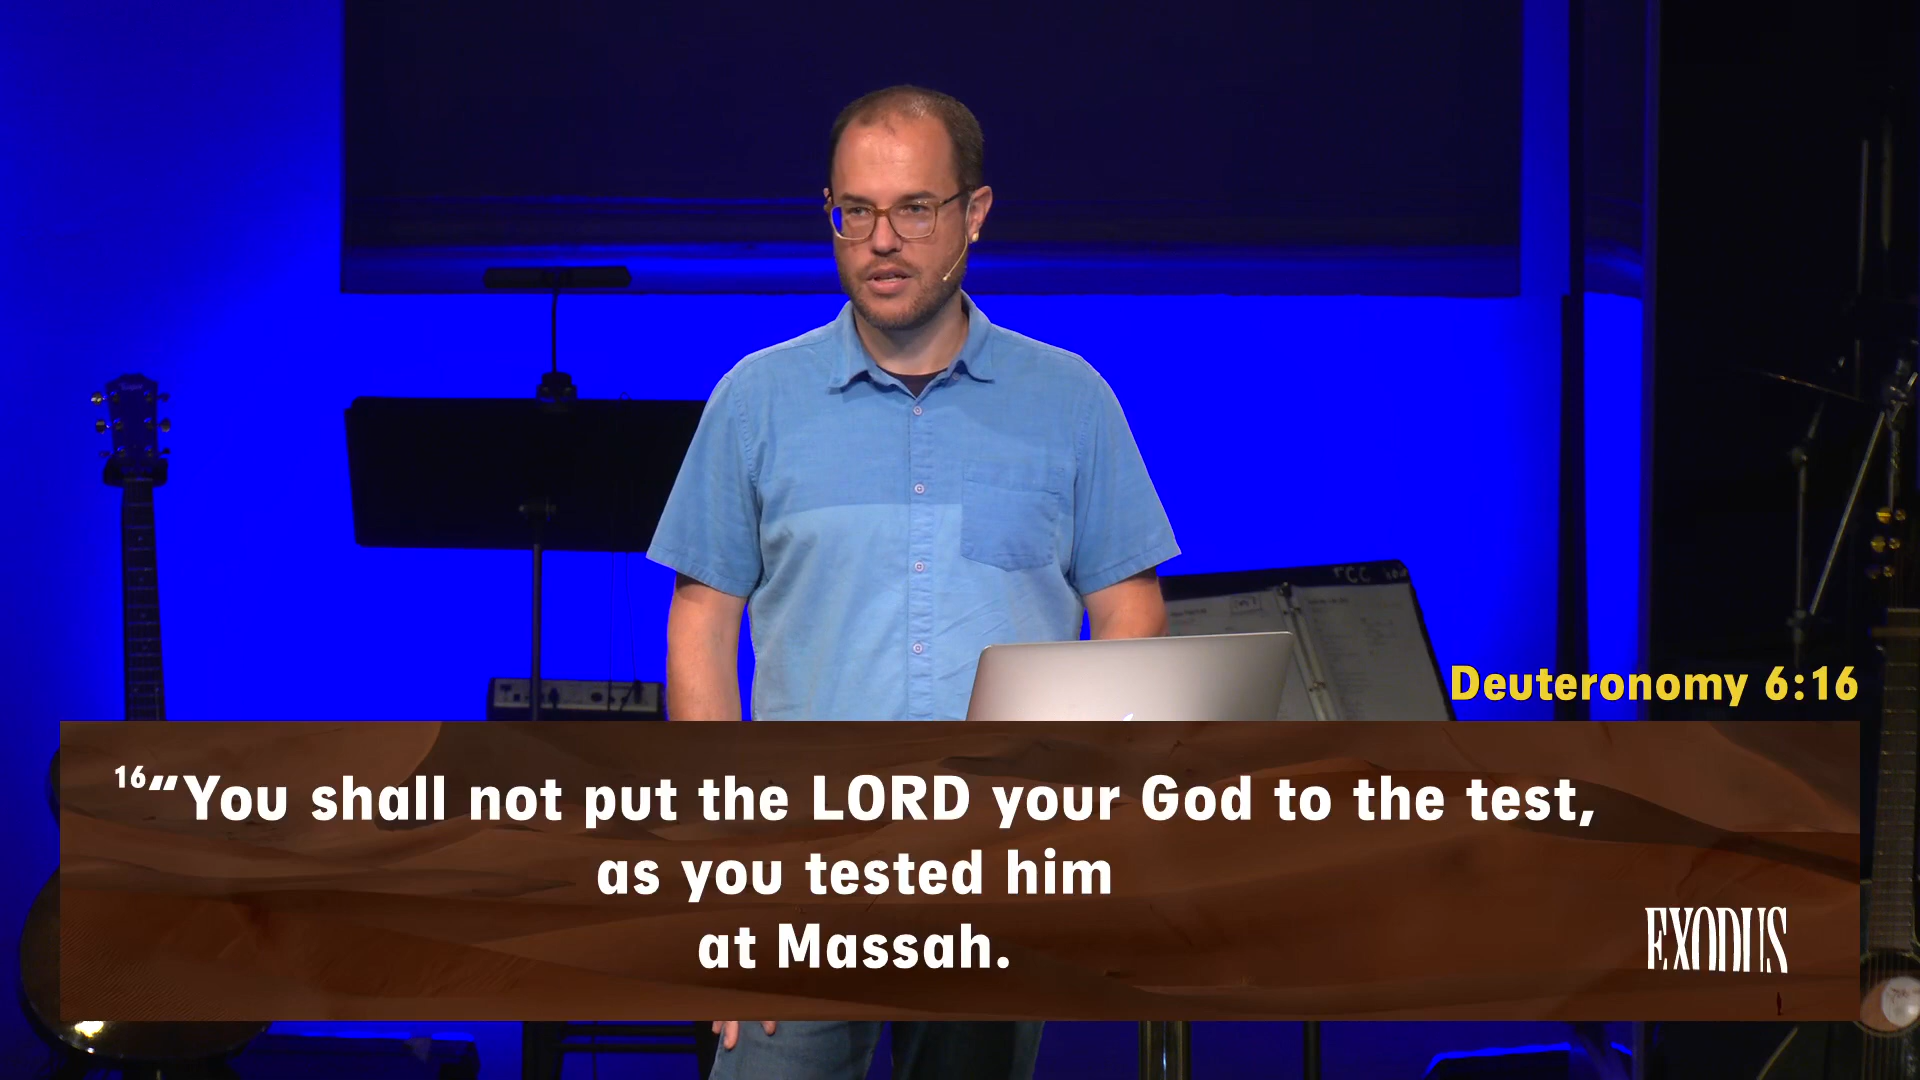 Deuteronomy 6:16
16“You shall not put the LORD your God to the test,
as you tested him
at Massah.
EXODUS